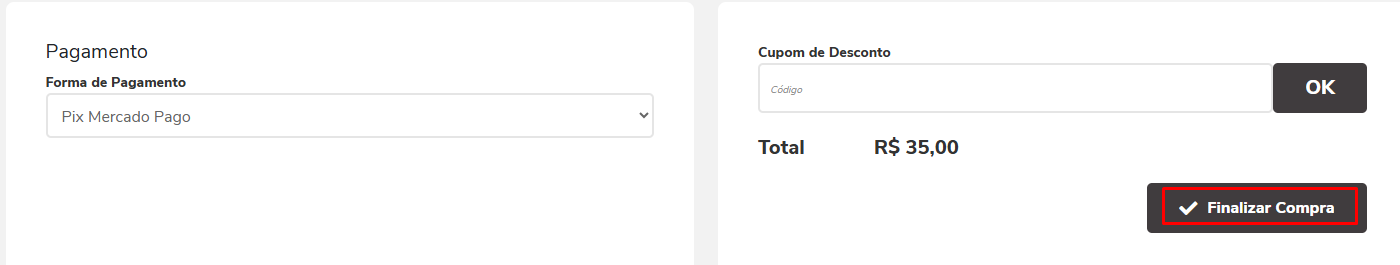 Pagamento
Forma de Pagamento
Pix Mercado Pago
Cupom de Desconto
Código
OK
Total R$ 35,00
Finalizar Compra